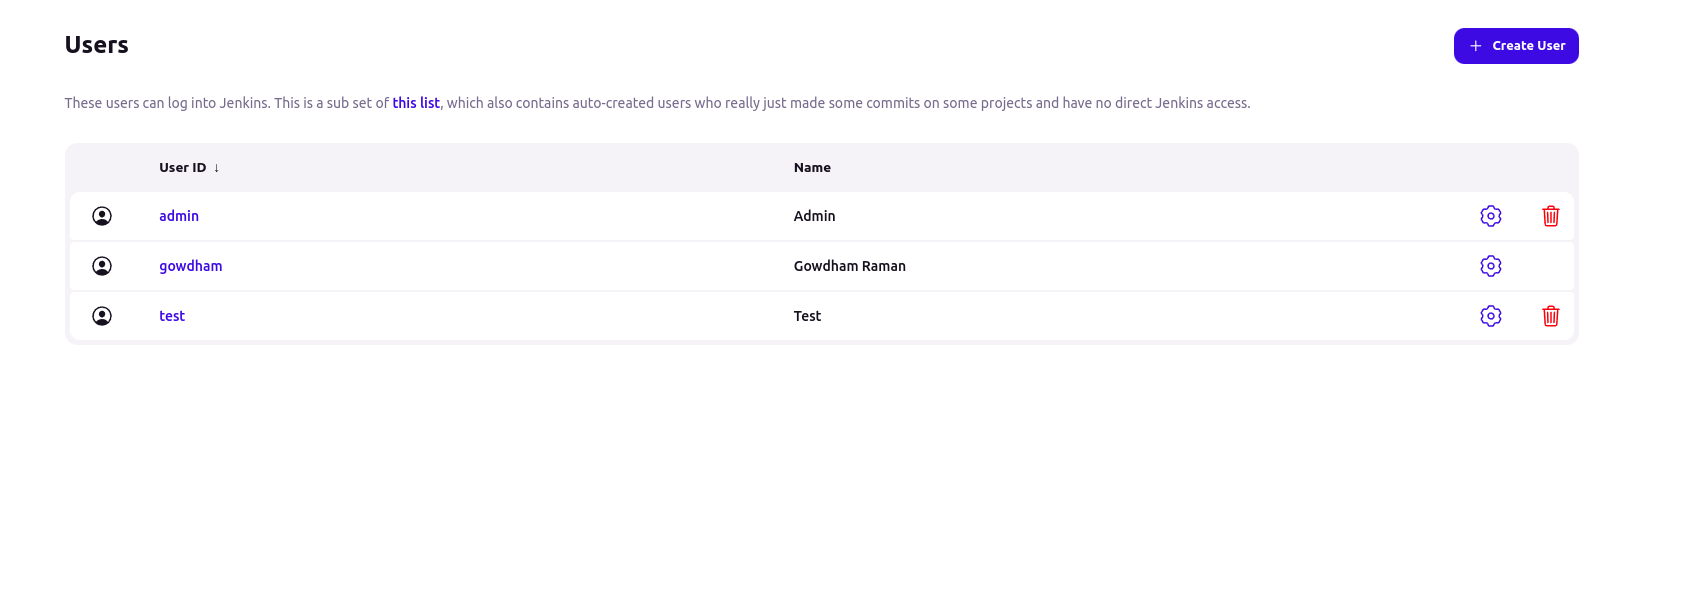 Users
+ Create User
These users can log into Jenkins. This is a sub set of this list, which also contains auto-created users who really just made some commits on some projects and have no direct Jenkins access.
User ID ↓ Name
admin Admin
gowdham Gowdham Raman
test Test